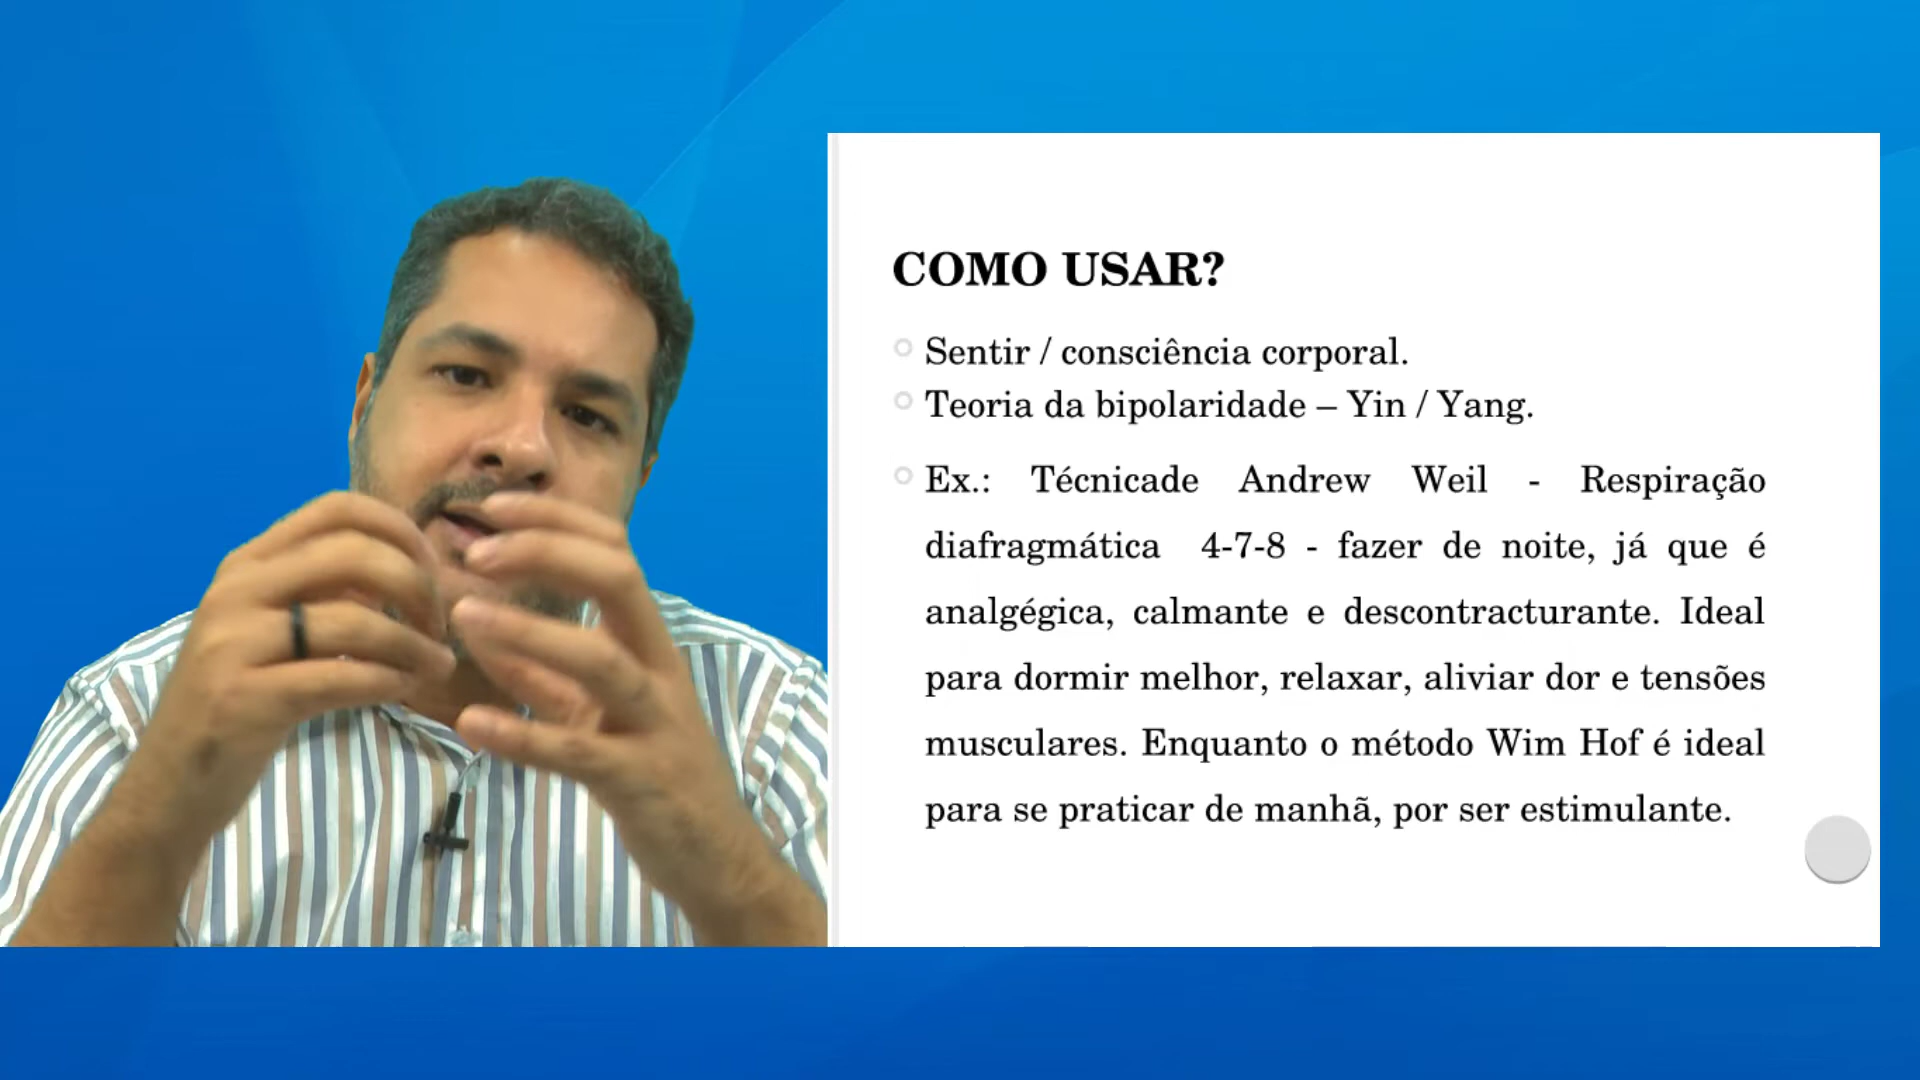 COMO USAR?
Sentir / consciência corporal.
Teoria da bipolaridade – Yin / Yang.
Ex.: Técnicade Andrew Weil - Respiração
diafragmática 4-7-8 - fazer de noite, já que é
analgégica, calmante e descontracturante. Ideal
para dormir melhor, relaxar, aliviar dor e tensões
musculares. Enquanto o método Wim Hof é ideal
para se praticar de manhã, por ser estimulante.